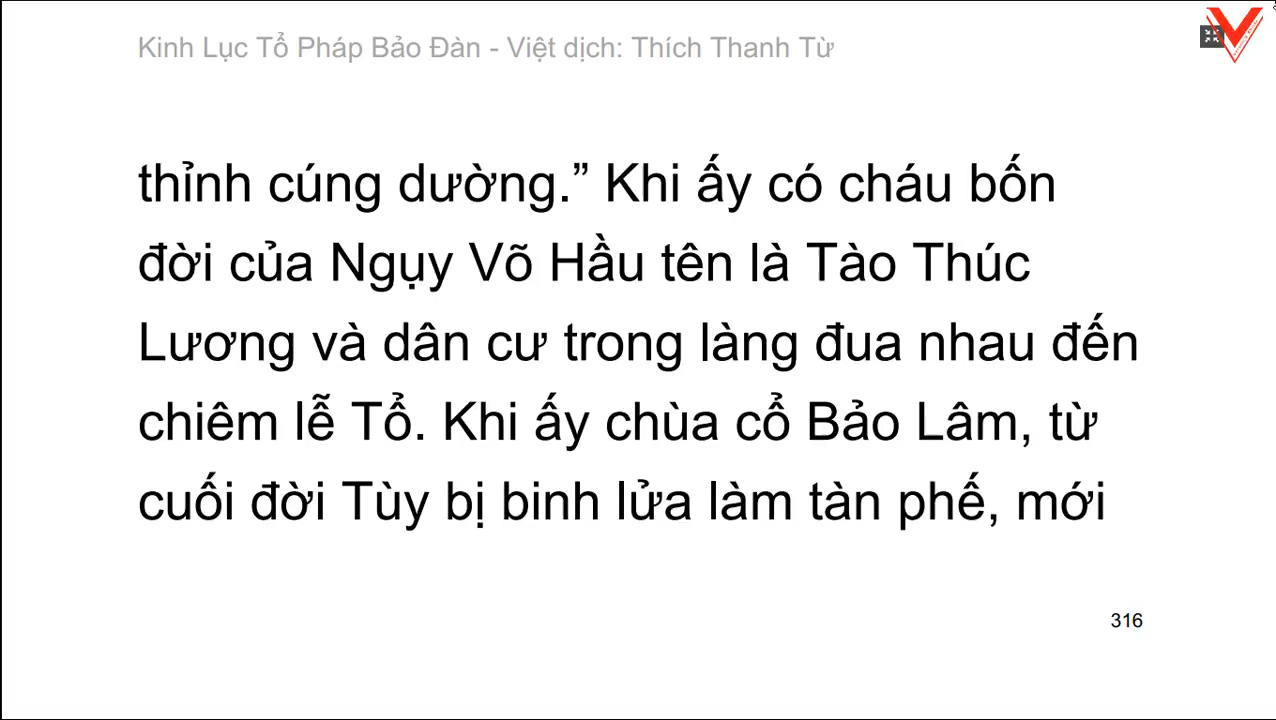 Kinh Lục Tổ Pháp Bảo Đàn - Việt dịch: Thích Thanh Từ
thỉnh cúng dường.” Khi ấy có cháu bốn
đời của Ngụy Võ Hầu tên là Tào Thúc
Lương và dân cư trong làng đua nhau đến
chiêm lễ Tổ. Khi ấy chùa cổ Bảo Lâm, từ
cuối đời Tùy bị binh lửa làm tàn phế, mới
316